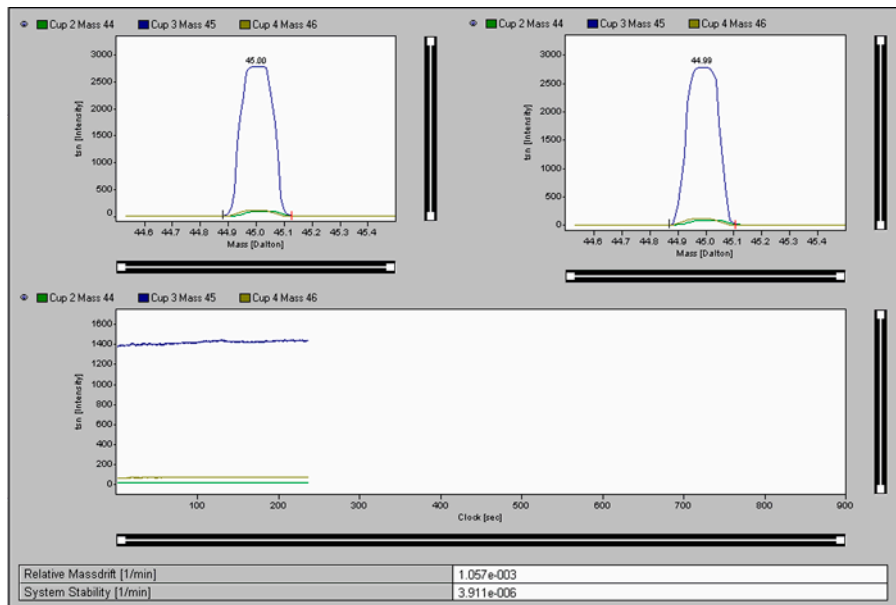 Cup 2 Mass 44 Cup 3 Mass 45 Cup 4 Mass 46
3000
2500
2000
1500
1000
500
0
tsn [Intensity]
45.00
44.6 44.7 44.8 44.9 45.0 45.1 45.2 45.3 45.4
Mass [Dalton]
Cup 2 Mass 44 Cup 3 Mass 45 Cup 4 Mass 46
3000
2500
2000
1500
1000
500
0
tsn [Intensity]
44.99
44.6 44.7 44.8 44.9 45.0 45.1 45.2 45.3 45.4
Mass [Dalton]
Cup 2 Mass 44 Cup 3 Mass 45 Cup 4 Mass 46
1600
1400
1200
1000
800
600
400
200
0
tsn [Intensity]
100 200 300 400 500 600 700 800 900
Clock [sec]
Relative Massdrift [1/min] 1.057e-003
System Stability [1/min] 3.911e-006